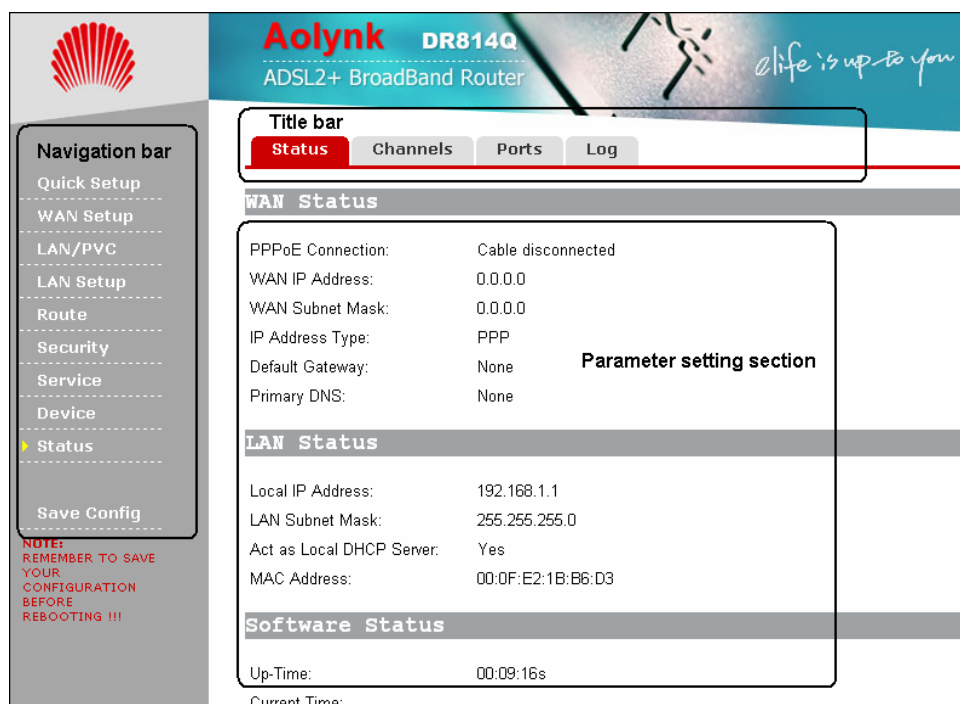 Aolynk DR814Q
ADSL2+ BroadBand Router
elife is up to you
Navigation bar
Quick Setup
WAN Setup
LAN/PVC
LAN Setup
Route
Security
Service
Device
Status
Save Config
NOTE:
REMEMBER TO SAVE
YOUR
CONFIGURATION
BEFORE
REBOOTING !!!
Title bar
Status Channels Ports Log
WAN Status
PPPoE Connection: Cable disconnected
WAN IP Address: 0.0.0.0
WAN Subnet Mask: 0.0.0.0
IP Address Type: PPP
Default Gateway: None
Primary DNS: None
Parameter setting section
LAN Status
Local IP Address: 192.168.1.1
LAN Subnet Mask: 255.255.255.0
Act as Local DHCP Server: Yes
MAC Address: 00:0F:E2:1B:B6:D3
Software Status
Up-Time: 00:09:16s
Current Time: